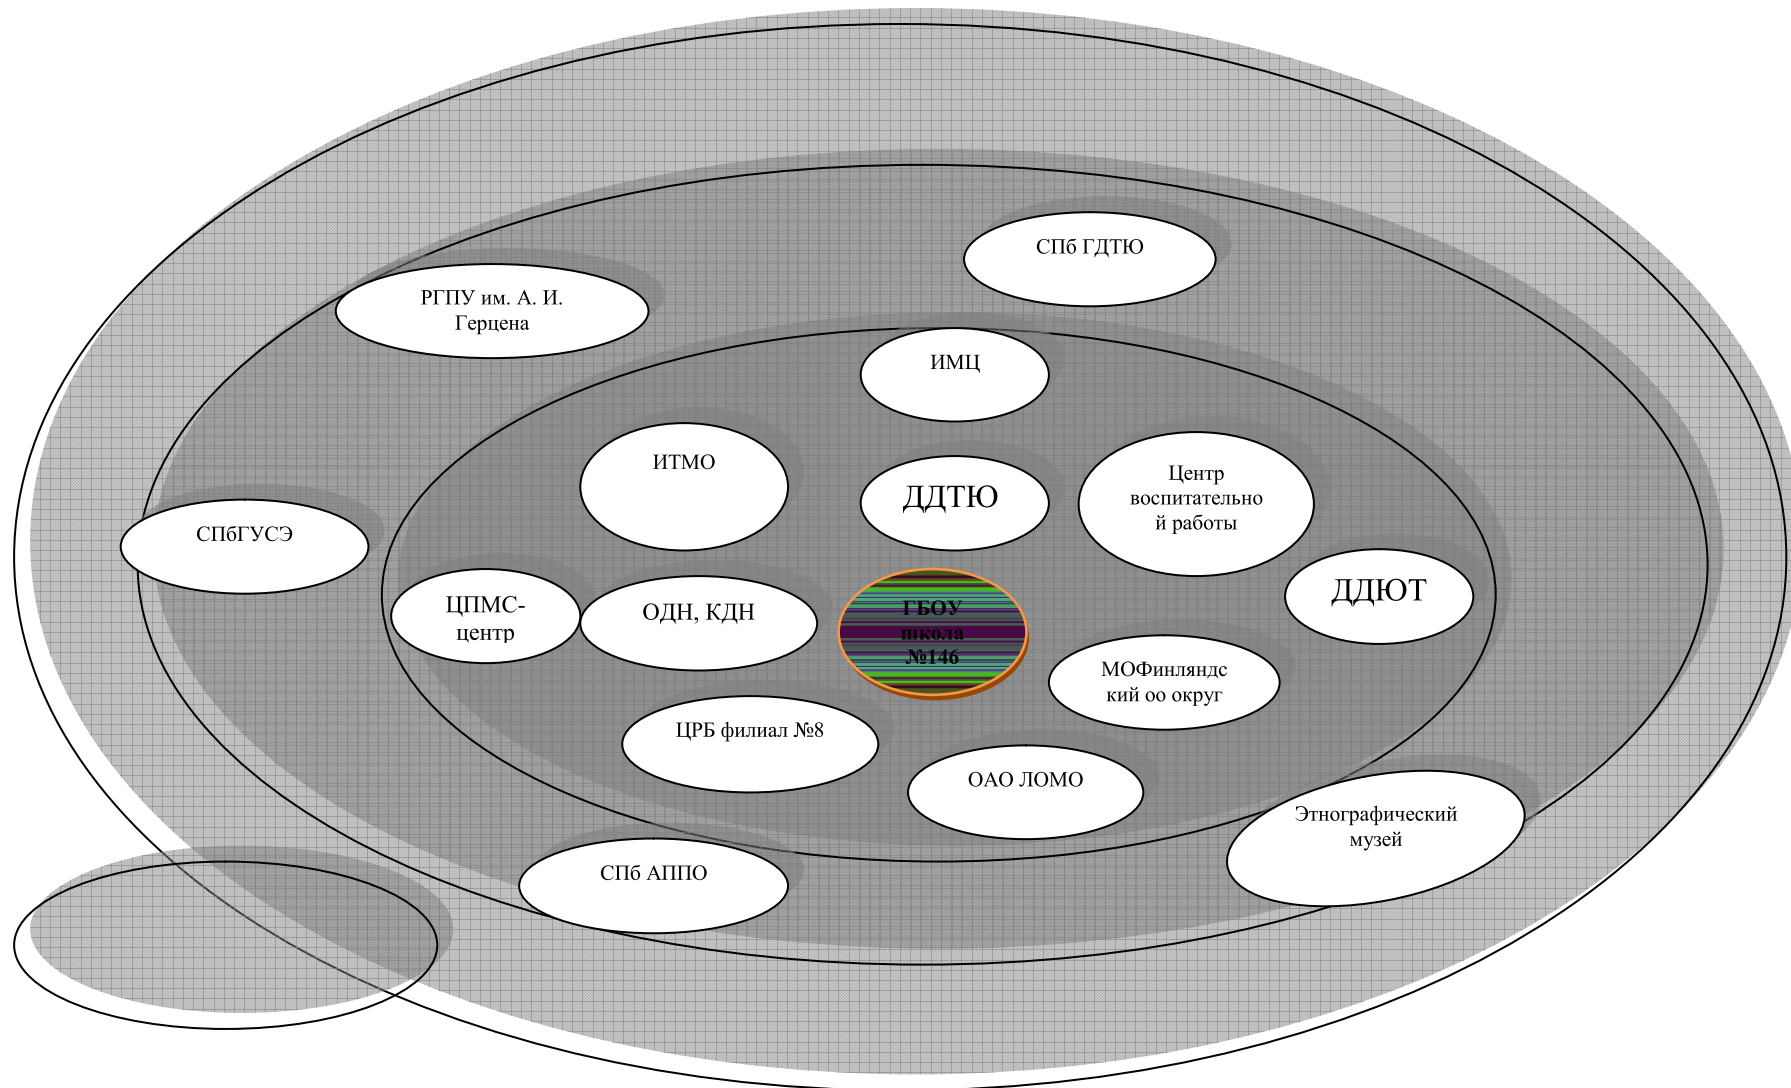 СПб ГДТЮ
РГПУ им. А. И.
Герцена
ИМЦ
ИТМО
ДДТЮ
Центр
воспитательно
й работы
СПбГУСЭ
ДДЮТ
ЦПМС-
центр
ОДН, КДН
ГБОУ
школа
№146
МОФинляндс
кий оо округ
ЦРБ филиал №8
ОАО ЛОМО
Этнографический
музей
СПб АППО